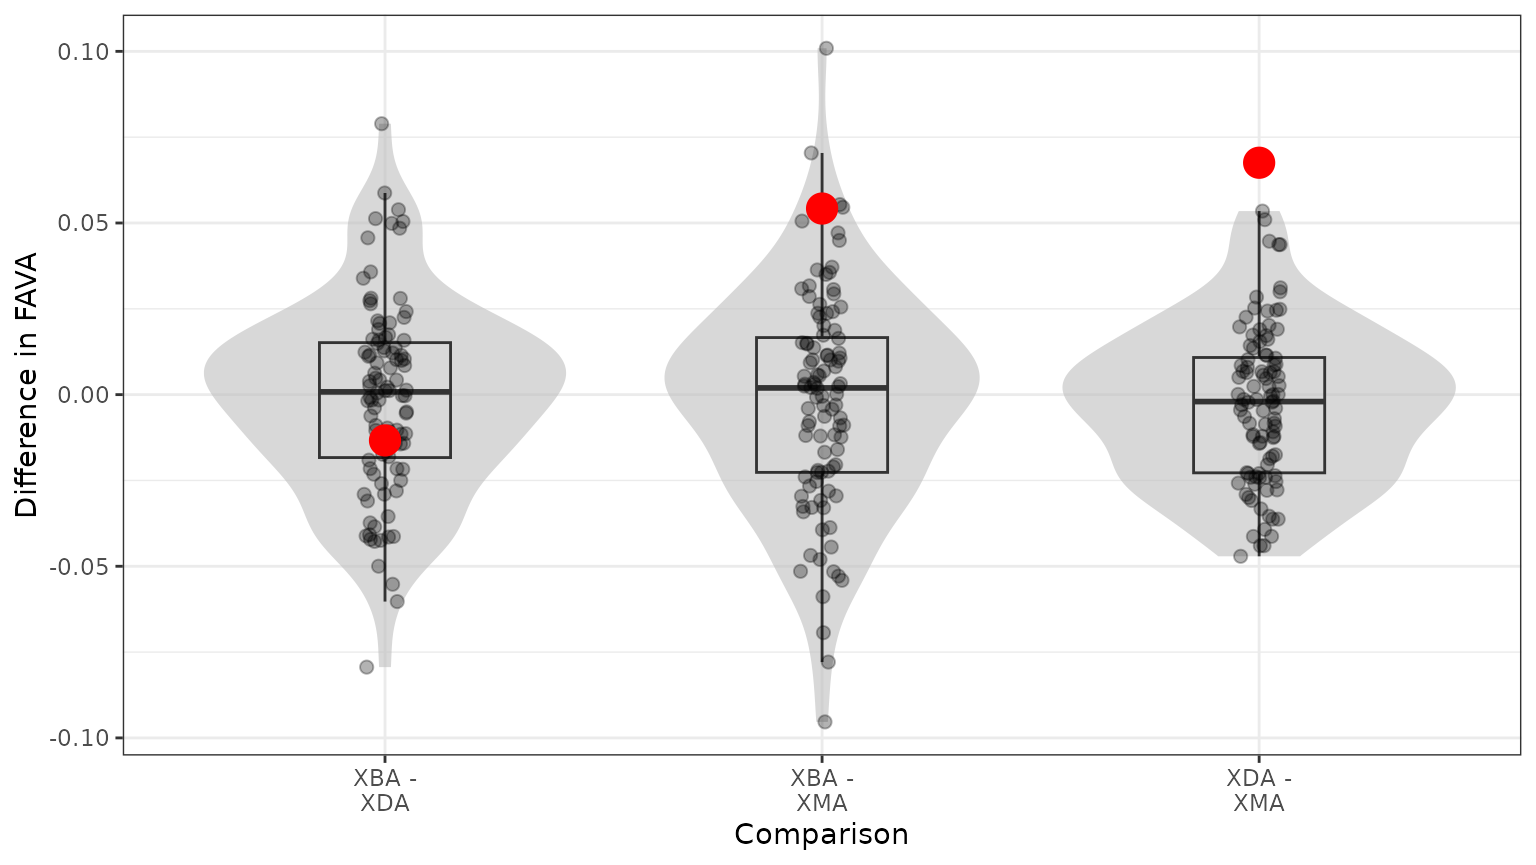 Difference in FAVA
0.10
0.05
0.00
-0.05
-0.10
XBA -
XDA
XBA -
XMA
XDA -
XMA
Comparison